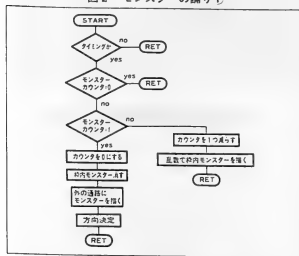 START
タイミングか
no
RET
yes
モンスター
カウンタ=0
yes
RET
no
モンスター
カウンタ=1
no
yes
カウンタを0にする
枠内モンスター消す
外の通路に
モンスターを描く
方向決定
RET
カウンタを1つ減らす
乱数で枠内モンスターを描く
RET